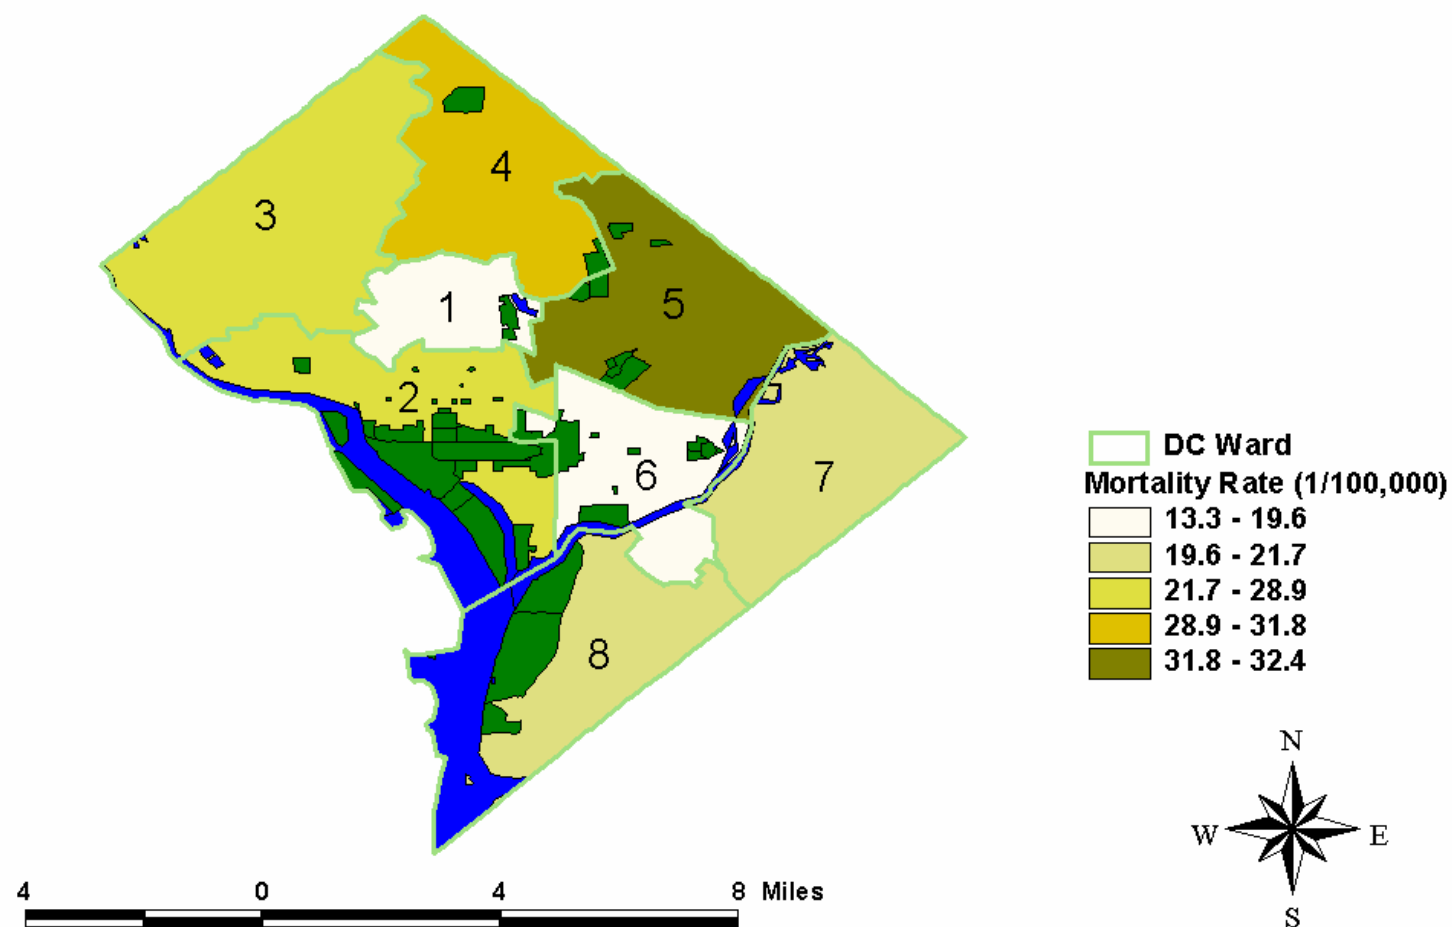 4
3
1
5
2
6
7
8
DC Ward
Mortality Rate (1/100,000)
13.3 - 19.6
19.6 - 21.7
21.7 - 28.9
28.9 - 31.8
31.8 - 32.4
N
W E
S
4 0 4 8 Miles